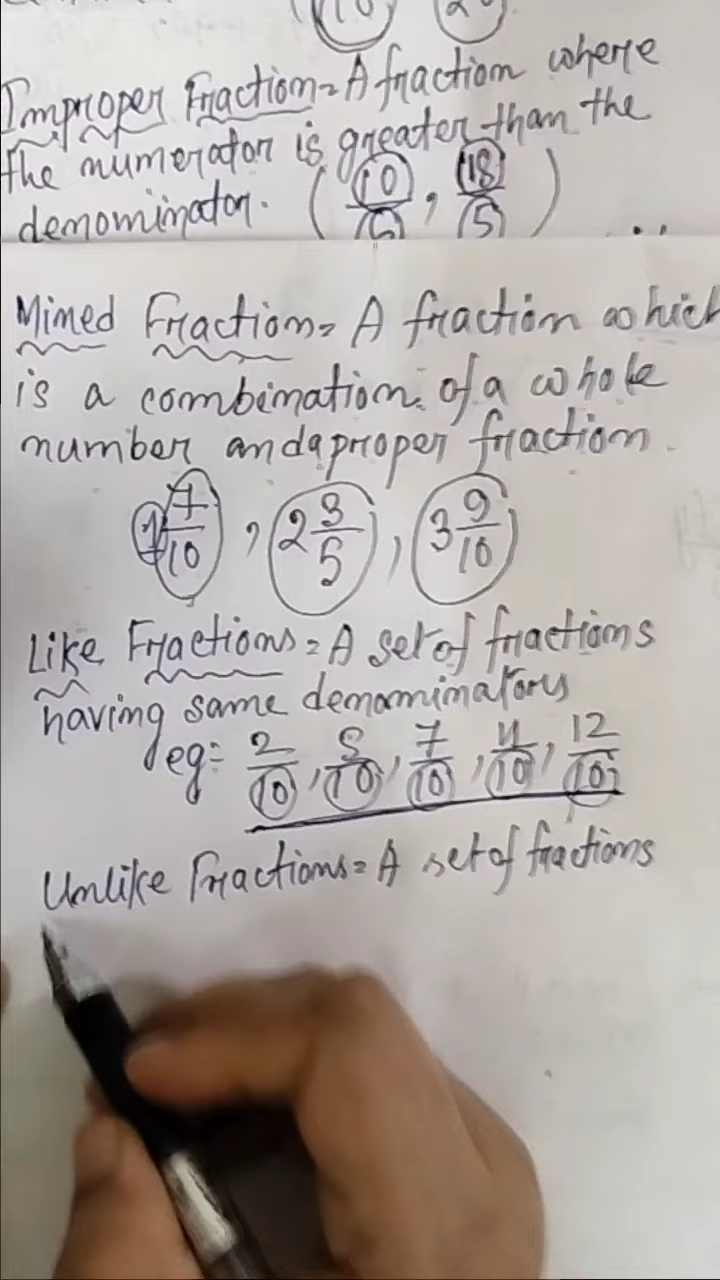 Improper Fraction = A fraction where
the numerator is greater than the
denominator. (10/, 18/5)
Mimed Fraction = A fraction which
is a combination of a whole
number and a proper fraction.
1 7/10, 2 3/5, 3 9/10
Like Fractions = A set of fractions
having same denominators
eg:- 2/10, 5/10, 7/10, 11/10, 12/10,
Unlike Fractions = A set of fractions